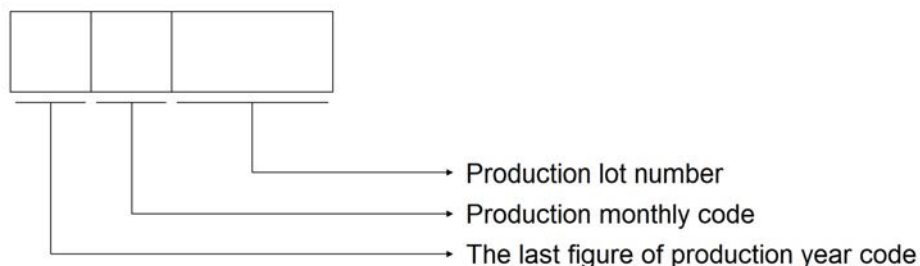 Production lot number
Production monthly code
The last figure of production year code